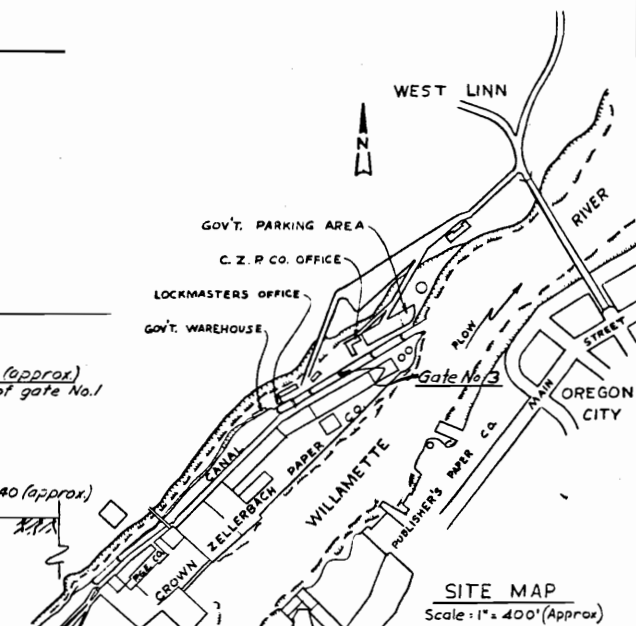 WEST LINN
N
RIVER
GOV'T. PARKING AREA
C. Z. P. CO. OFFICE
LOCKMASTERS OFFICE
GOV'T. WAREHOUSE
FLOW
STREET
(approx)
of gate No. 1
Gate No. 3
MAIN
OREGON
CITY
CANAL
CROWN ZELLERBACH PAPER CO.
WILLAMETTE
PUBLISHER'S PAPER CO.
40 (approx.)
P.G.E. CO.
SITE MAP
Scale: 1" = 400' (Approx)